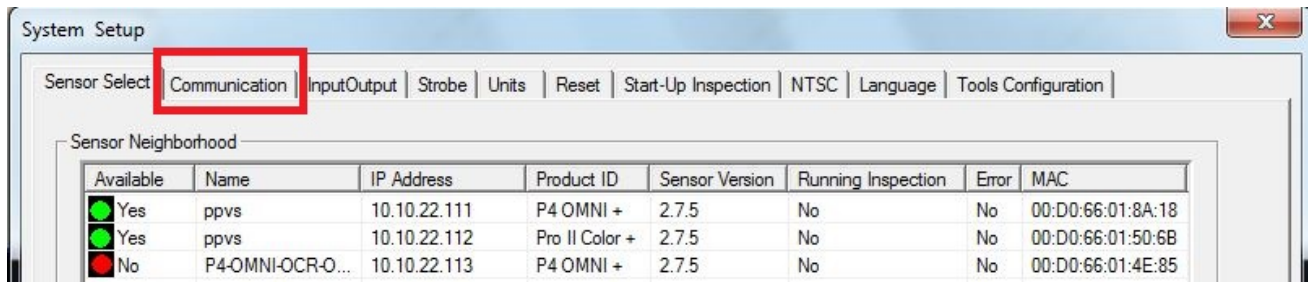 System Setup
Sensor Select Communication InputOutput Strobe Units Reset Start-Up Inspection NTSC Language Tools Configuration
Sensor Neighborhood
Available Name IP Address Product ID Sensor Version Running Inspection Error MAC
Yes ppvs 10.10.22.111 P4 OMNI + 2.7.5 No No 00:D0:66:01:8A:18
Yes ppvs 10.10.22.112 Pro II Color + 2.7.5 No No 00:D0:66:01:50:6B
No P4-OMNI-OCR-O... 10.10.22.113 P4 OMNI + 2.7.5 No No 00:D0:66:01:4E:85